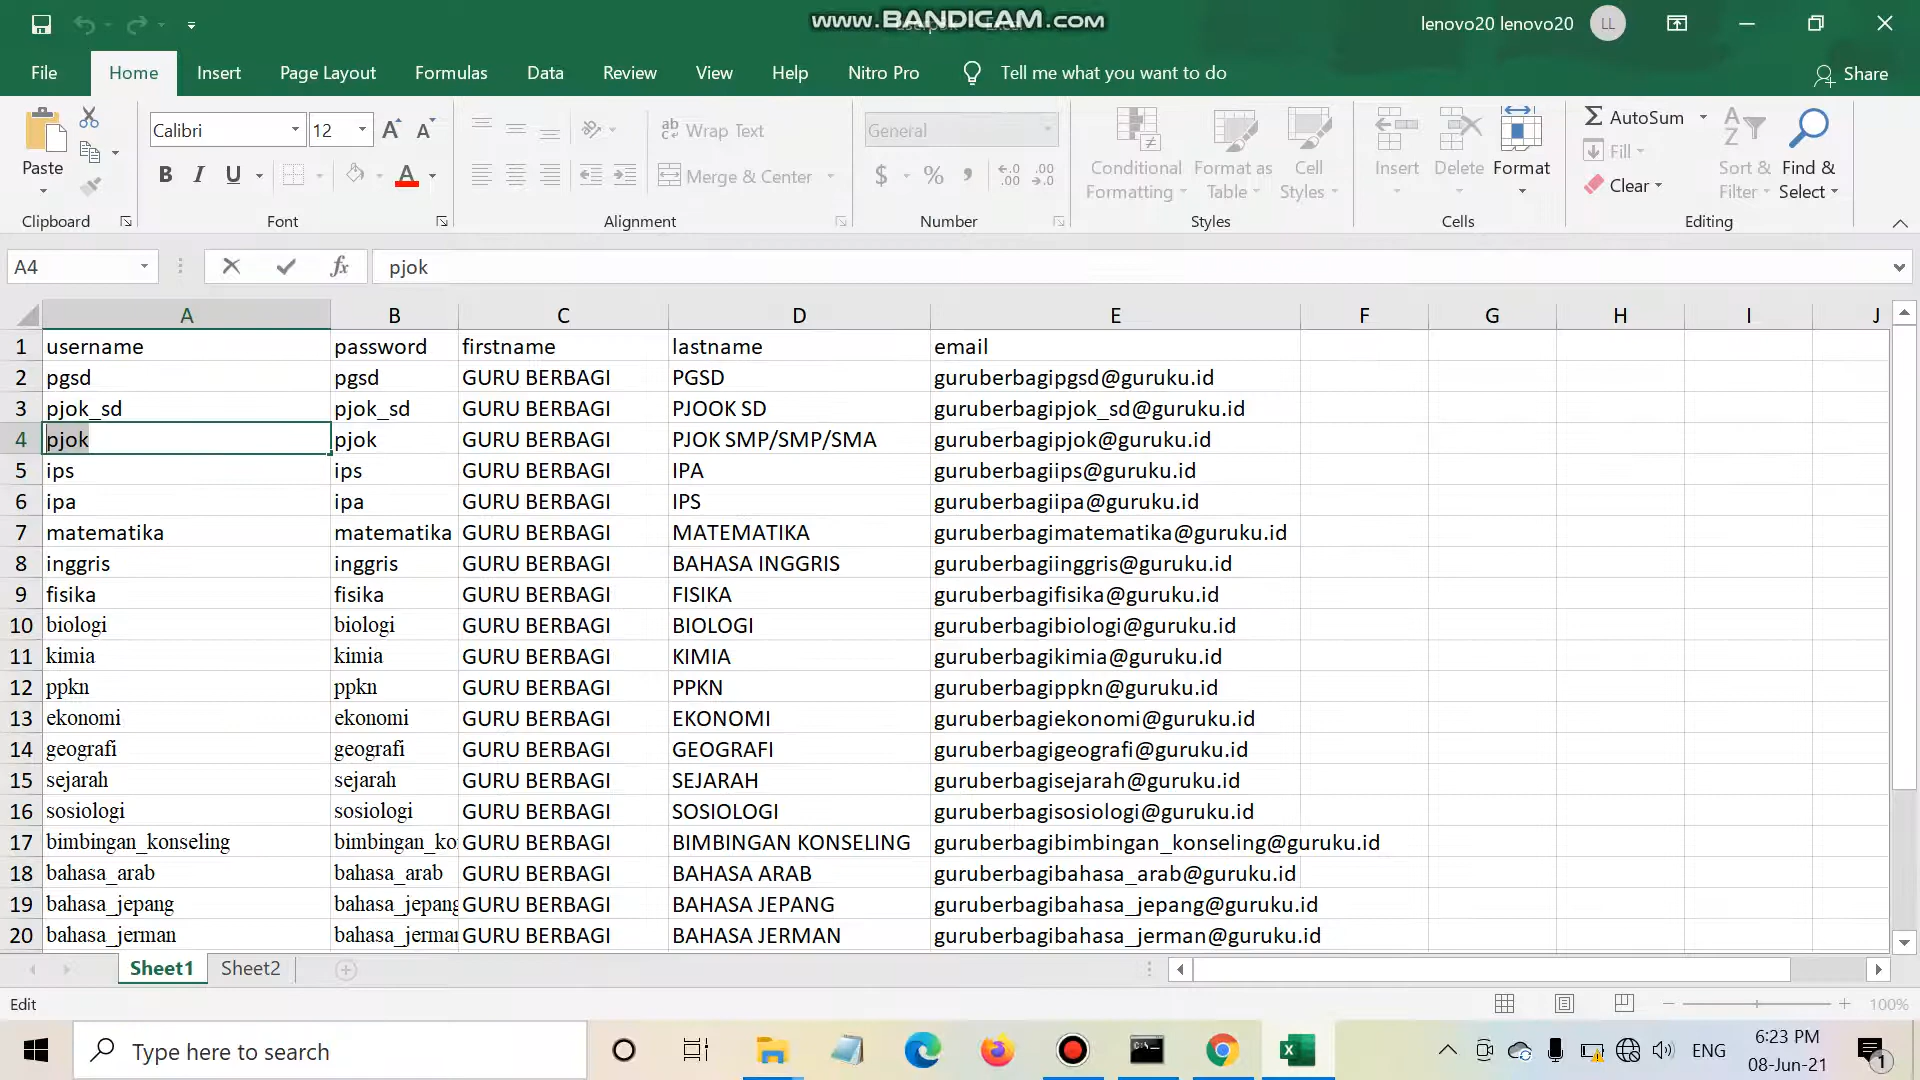 www.BANDICAM.com
lenovo20 lenovo20 LL
File Home Insert Page Layout Formulas Data Review View Help Nitro Pro Tell me what you want to do Share
Calibri 12 Wrap Text General AutoSum
Paste B I U A Merge & Center $ % , Conditional Formatting Format as Table Cell Styles Insert Delete Format Fill Clear Sort & Filter Find & Select
Clipboard Font Alignment Number Styles Cells Editing
A4 fx pjok
A B C D E F G H I J
1 username password firstname lastname email
2 pgsd pgsd GURU BERBAGI PGSD guruberbagipgsd@guruku.id
3 pjok_sd pjok_sd GURU BERBAGI PJOOK SD guruberbagipjok_sd@guruku.id
4 pjok pjok GURU BERBAGI PJOK SMP/SMP/SMA guruberbagipjok@guruku.id
5 ips ips GURU BERBAGI IPA guruberbagiips@guruku.id
6 ipa ipa GURU BERBAGI IPS guruberbagiipa@guruku.id
7 matematika matematika GURU BERBAGI MATEMATIKA guruberbagimatematika@guruku.id
8 inggris inggris GURU BERBAGI BAHASA INGGRIS guruberbagiinggris@guruku.id
9 fisika fisika GURU BERBAGI FISIKA guruberbagifisika@guruku.id
10 biologi biologi GURU BERBAGI BIOLOGI guruberbagibiologi@guruku.id
11 kimia kimia GURU BERBAGI KIMIA guruberbagikimia@guruku.id
12 ppkn ppkn GURU BERBAGI PPKN guruberbagippkn@guruku.id
13 ekonomi ekonomi GURU BERBAGI EKONOMI guruberbagiekonomi@guruku.id
14 geografi geografi GURU BERBAGI GEOGRAFI guruberbagigeografi@guruku.id
15 sejarah sejarah GURU BERBAGI SEJARAH guruberbagisejarah@guruku.id
16 sosiologi sosiologi GURU BERBAGI SOSIOLOGI guruberbagisosiologi@guruku.id
17 bimbingan_konseling bimbingan_ko GURU BERBAGI BIMBINGAN KONSELING guruberbagibimbingan_konseling@guruku.id
18 bahasa_arab bahasa_arab GURU BERBAGI BAHASA ARAB guruberbagibahasa_arab@guruku.id
19 bahasa_jepang bahasa_jepang GURU BERBAGI BAHASA JEPANG guruberbagibahasa_jepang@guruku.id
20 bahasa_jerman bahasa_jerman GURU BERBAGI BAHASA JERMAN guruberbagibahasa_jerman@guruku.id
Sheet1 Sheet2
Edit 100%
Type here to search ENG 6:23 PM
08-Jun-21 1